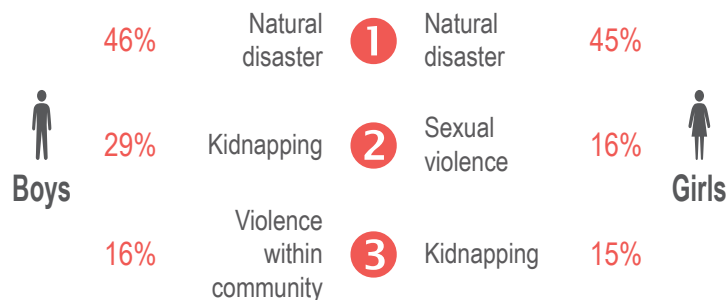 46% Natural disaster 1 Natural disaster 45%
Boys 29% Kidnapping 2 Sexual violence 16% Girls
16% Violence within community 3 Kidnapping 15%